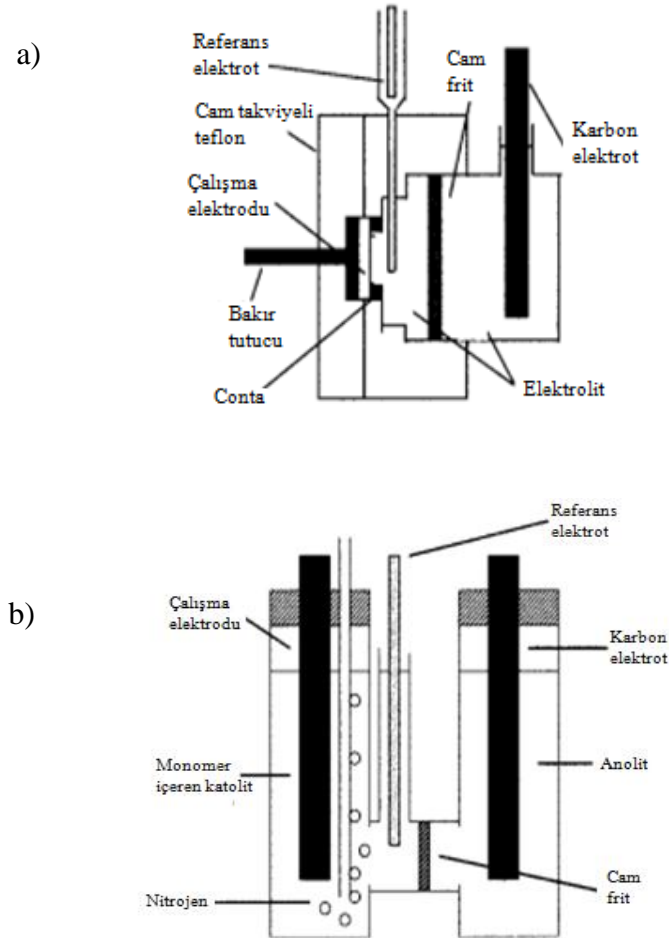 a)
Referans
elektrot
Cam
frit
Cam takviyeli
teflon
Karbon
elektrot
Çalışma
elektrodu
Bakır
tutucu
Conta
Elektrolit
b)
Referans
elektrot
Çalışma
elektrodu
Karbon
elektrot
Monomer
içeren katolit
Anolit
Nitrojen
Cam
frit